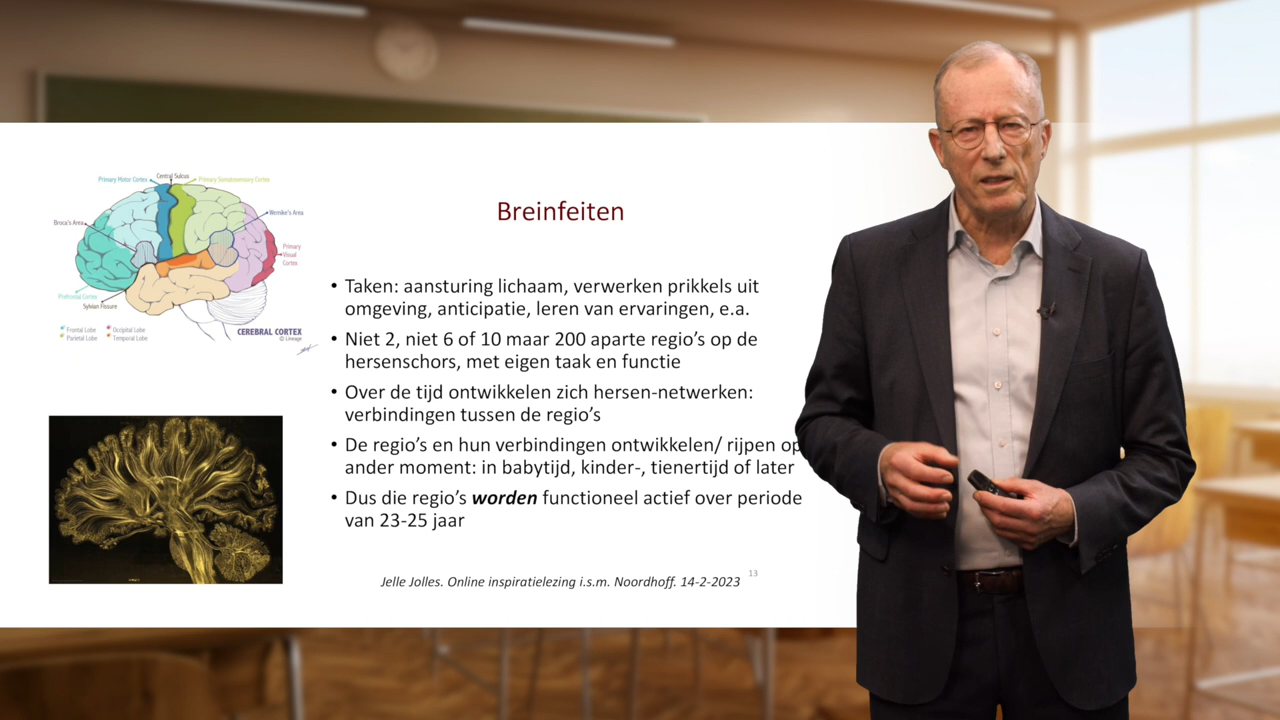 Central Sulcus
Primary Motor Cortex
Primary Somatosensory Cortex
Broca's Area
Wernike's Area
Primary
Visual
Cortex
Prefrontal Cortex
Sylvian Fissure
Frontal Lobe
Occipital Lobe
Parietal Lobe
Temporal Lobe
CEREBRAL CORTEX
© Lineage
Breinfeiten
• Taken: aansturing lichaam, verwerken prikkels uit
omgeving, anticipatie, leren van ervaringen, e.a.
• Niet 2, niet 6 of 10 maar 200 aparte regio’s op de
hersenschors, met eigen taak en functie
• Over de tijd ontwikkelen zich hersen-netwerken:
verbindingen tussen de regio’s
• De regio’s en hun verbindingen ontwikkelen/ rijpen op
ander moment: in babytijd, kinder-, tienertijd of later
• Dus die regio’s worden functioneel actief over periode
van 23-25 jaar
Jelle Jolles. Online inspiratielezing i.s.m. Noordhoff. 14-2-2023
13